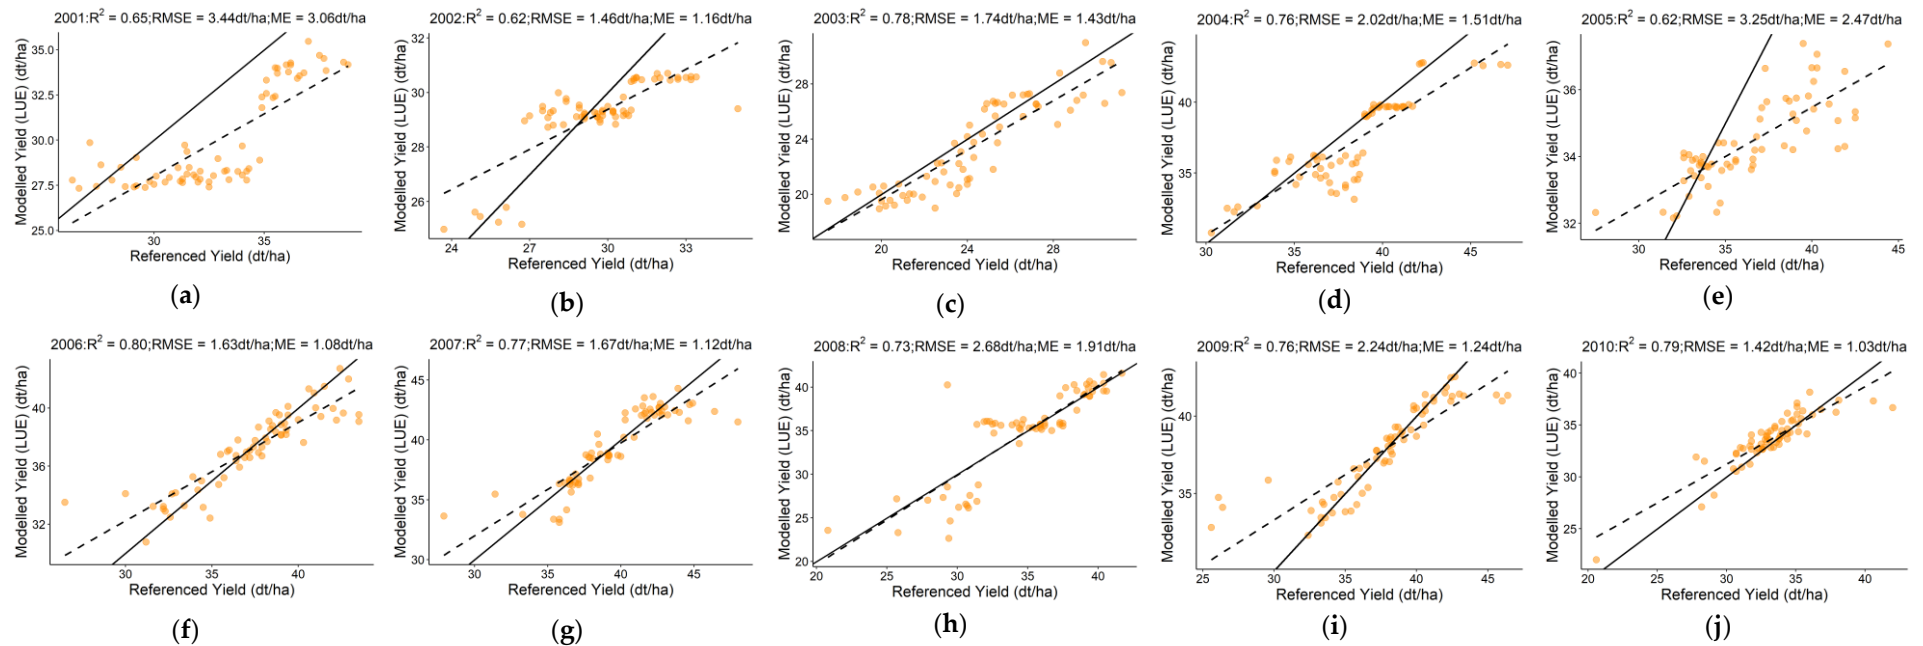 2001:R² = 0.65;RMSE = 3.44dt/ha;ME = 3.06dt/ha
Modelled Yield (LUE) (dt/ha)
35.0
32.5
30.0
27.5
25.0
30 35
Referenced Yield (dt/ha)
(a)
2002:R² = 0.62;RMSE = 1.46dt/ha;ME = 1.16dt/ha
Modelled Yield (LUE) (dt/ha)
32
30
28
26
24 27 30 33
Referenced Yield (dt/ha)
(b)
2003:R² = 0.78;RMSE = 1.74dt/ha;ME = 1.43dt/ha
Modelled Yield (LUE) (dt/ha)
28
24
20
20 24 28
Referenced Yield (dt/ha)
(c)
2004:R² = 0.76;RMSE = 2.02dt/ha;ME = 1.51dt/ha
Modelled Yield (LUE) (dt/ha)
40
35
30 35 40 45
Referenced Yield (dt/ha)
(d)
2005:R² = 0.62;RMSE = 3.25dt/ha;ME = 2.47dt/ha
Modelled Yield (LUE) (dt/ha)
36
34
32
30 35 40 45
Referenced Yield (dt/ha)
(e)
2006:R² = 0.80;RMSE = 1.63dt/ha;ME = 1.08dt/ha
Modelled Yield (LUE) (dt/ha)
40
36
32
30 35 40
Referenced Yield (dt/ha)
(f)
2007:R² = 0.77;RMSE = 1.67dt/ha;ME = 1.12dt/ha
Modelled Yield (LUE) (dt/ha)
45
40
35
30
30 35 40 45
Referenced Yield (dt/ha)
(g)
2008:R² = 0.73;RMSE = 2.68dt/ha;ME = 1.91dt/ha
Modelled Yield (LUE) (dt/ha)
40
35
30
25
20
20 25 30 35 40
Referenced Yield (dt/ha)
(h)
2009:R² = 0.76;RMSE = 2.24dt/ha;ME = 1.24dt/ha
Modelled Yield (LUE) (dt/ha)
40
35
25 30 35 40 45
Referenced Yield (dt/ha)
(i)
2010:R² = 0.79;RMSE = 1.42dt/ha;ME = 1.03dt/ha
Modelled Yield (LUE) (dt/ha)
40
35
30
25
20 25 30 35 40
Referenced Yield (dt/ha)
(j)